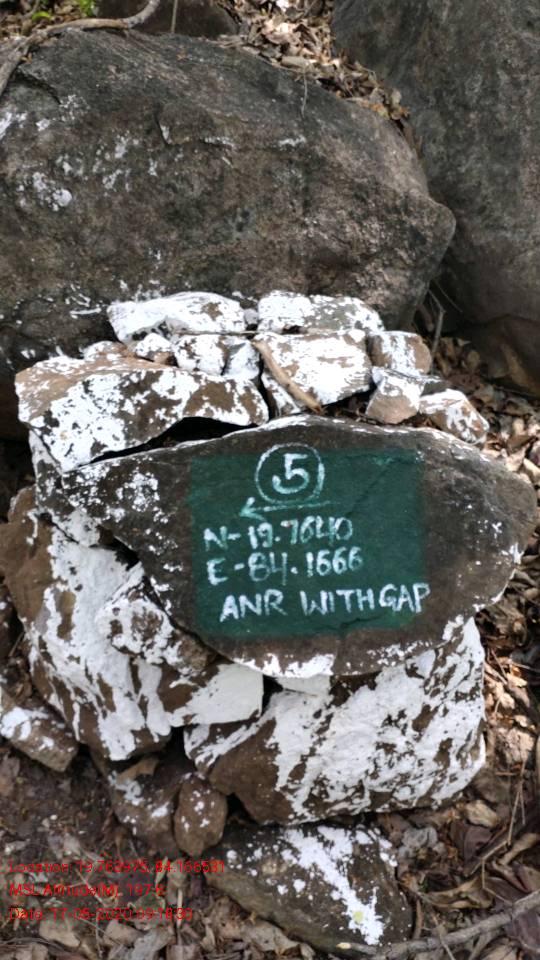 5
N-19.7640
E-84.1666
ANR WITH GAP
Location: 19.763975, 84.166531
MSL Altitude(M): 197.6
Date: 17-06-2020 09:18:30